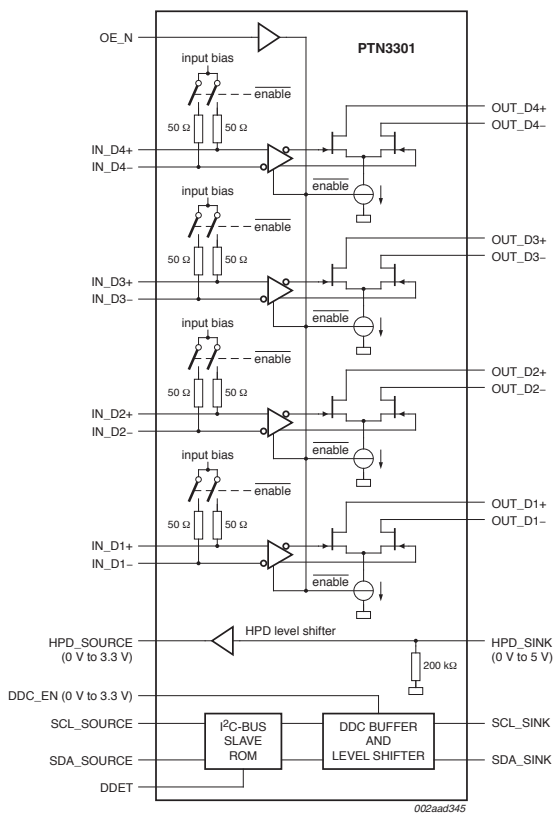 OE_N
PTN3301
input bias
enable
OUT_D4+
OUT_D4−
50 Ω
50 Ω
IN_D4+
IN_D4−
enable
input bias
enable
OUT_D3+
OUT_D3−
50 Ω
50 Ω
IN_D3+
IN_D3−
enable
input bias
enable
OUT_D2+
OUT_D2−
50 Ω
50 Ω
IN_D2+
IN_D2−
enable
input bias
enable
OUT_D1+
OUT_D1−
50 Ω
50 Ω
IN_D1+
IN_D1−
enable
HPD level shifter
HPD_SOURCE
(0 V to 3.3 V)
HPD_SINK
(0 V to 5 V)
200 kΩ
DDC_EN (0 V to 3.3 V)
SCL_SOURCE
I²C-BUS
SLAVE
ROM
DDC BUFFER
AND
LEVEL SHIFTER
SCL_SINK
SDA_SOURCE
SDA_SINK
DDET
002aad345